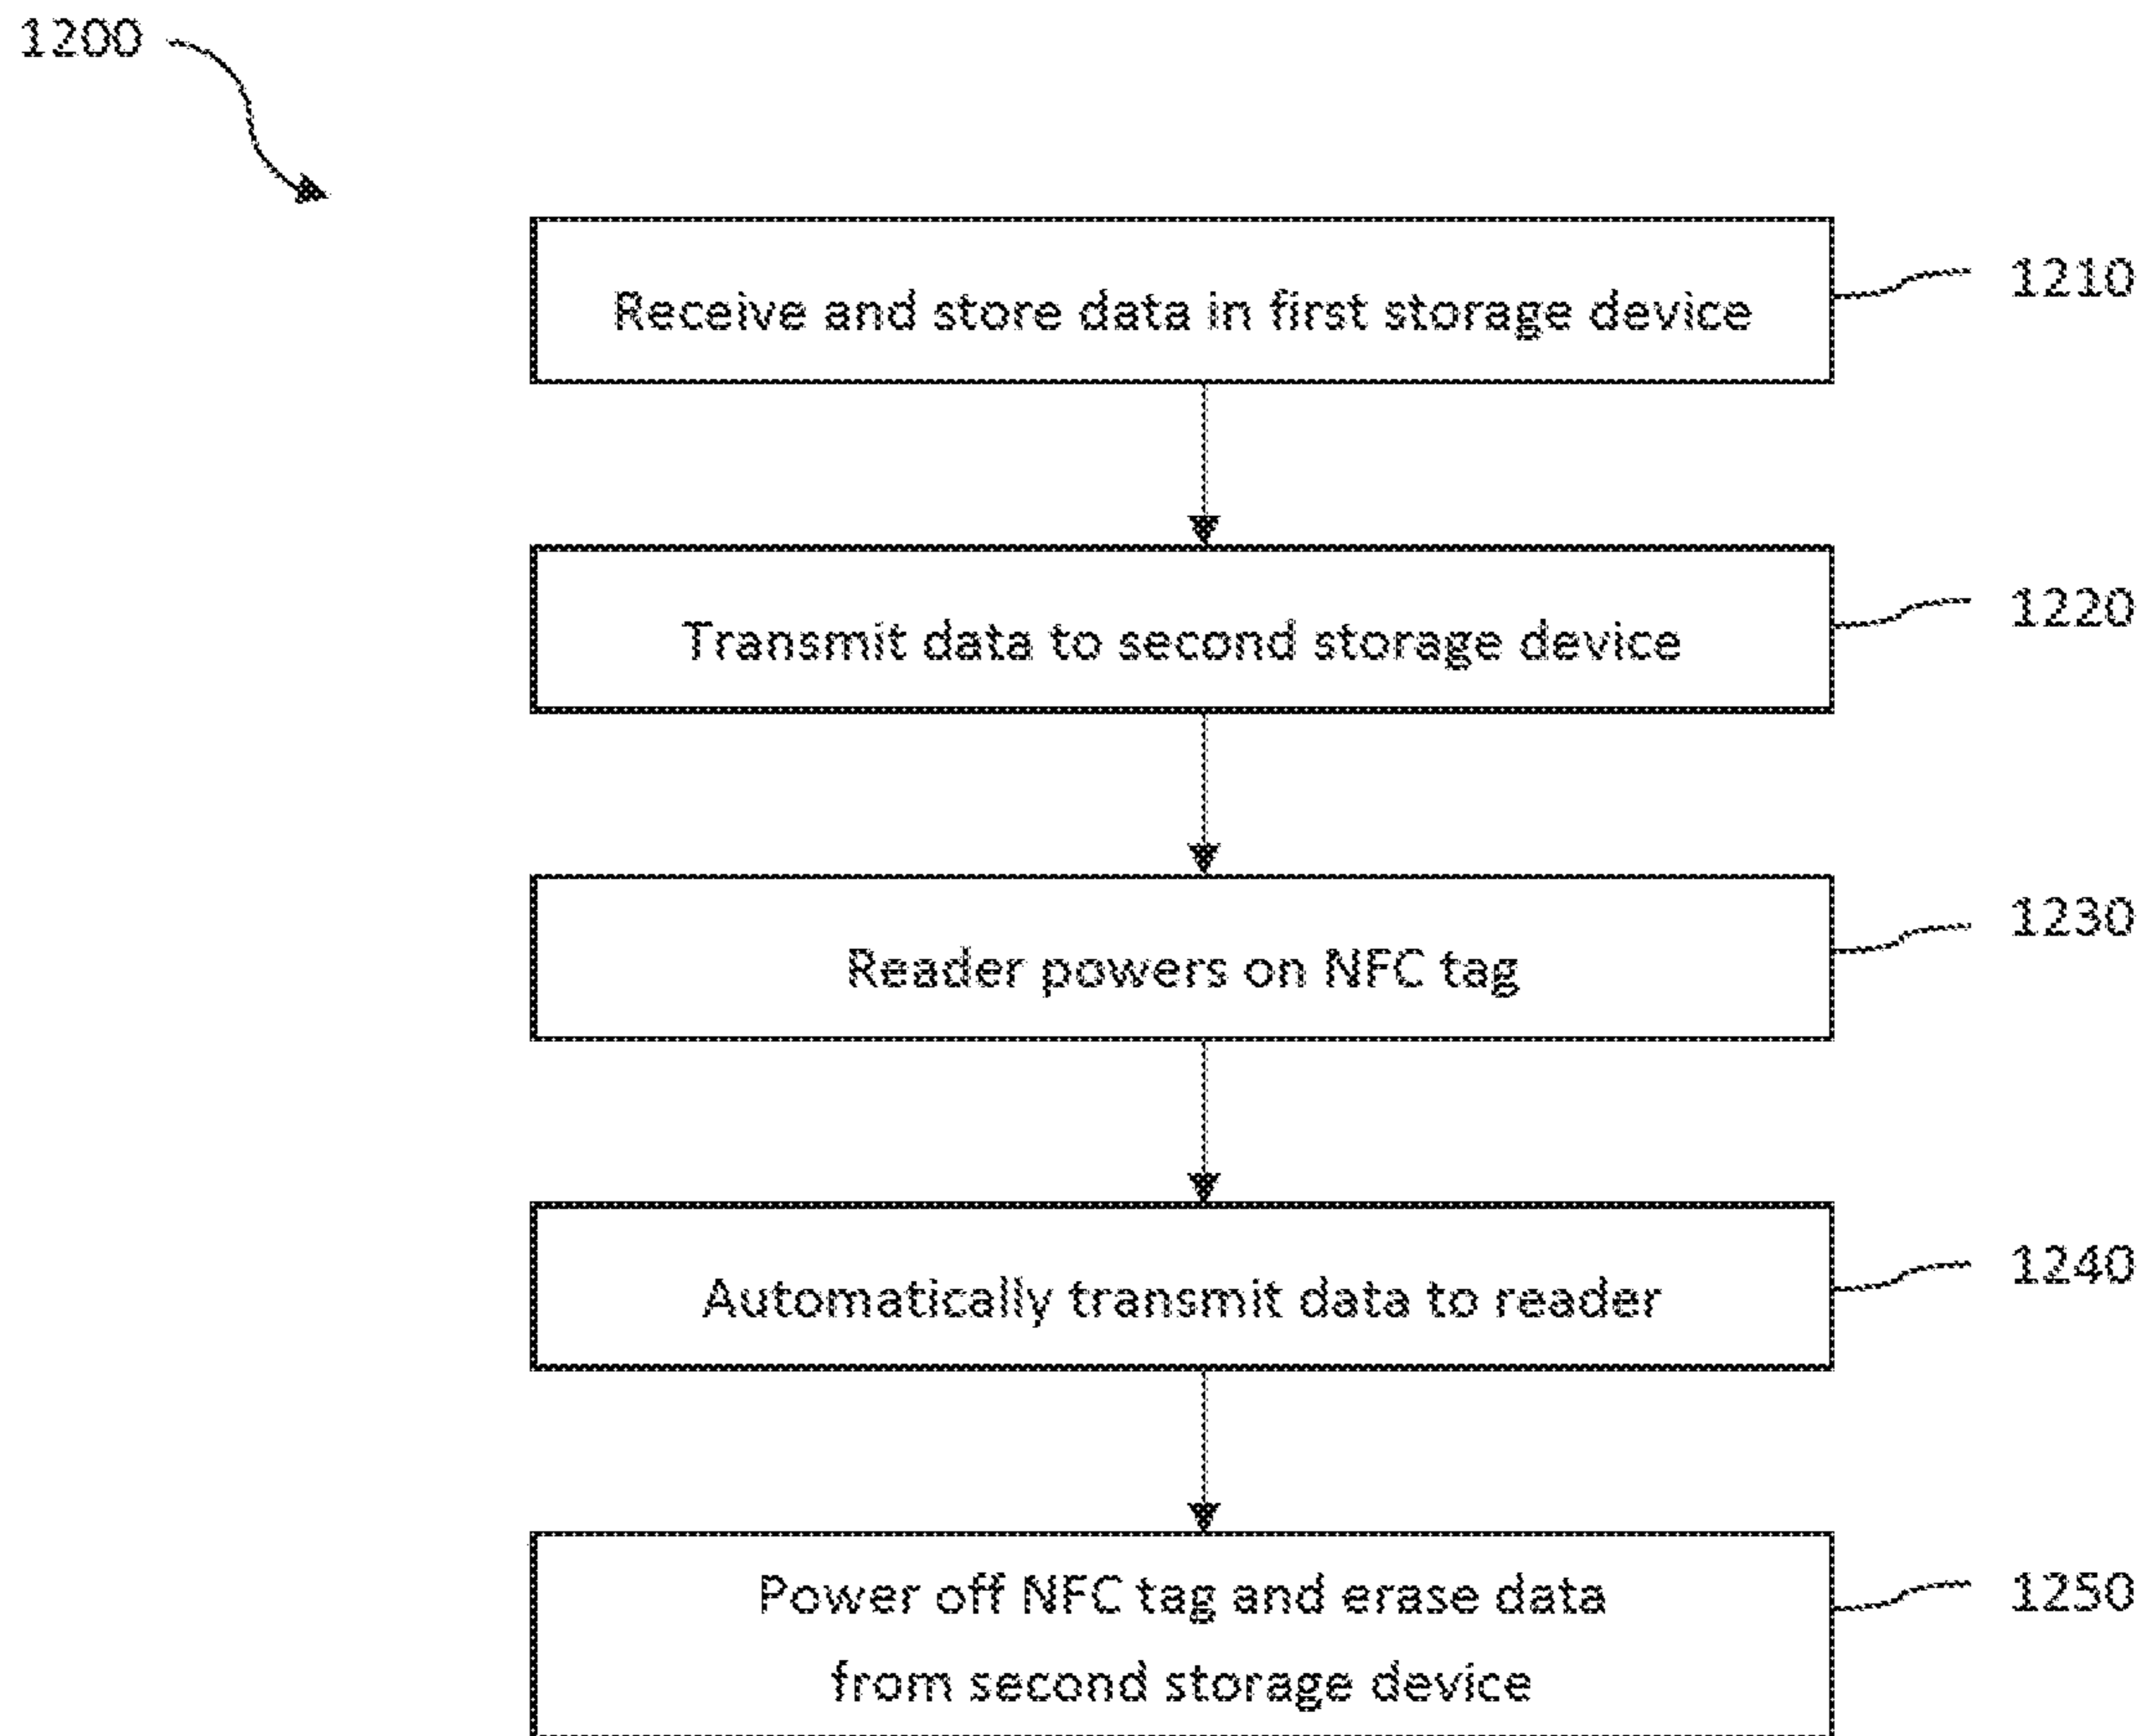 1200
Receive and store data in first storage device
1210
Transmit data to second storage device
1220
Reader powers on NFC tag
1230
Automatically transmit data to reader
1240
Power off NFC tag and erase data
from second storage device
1250